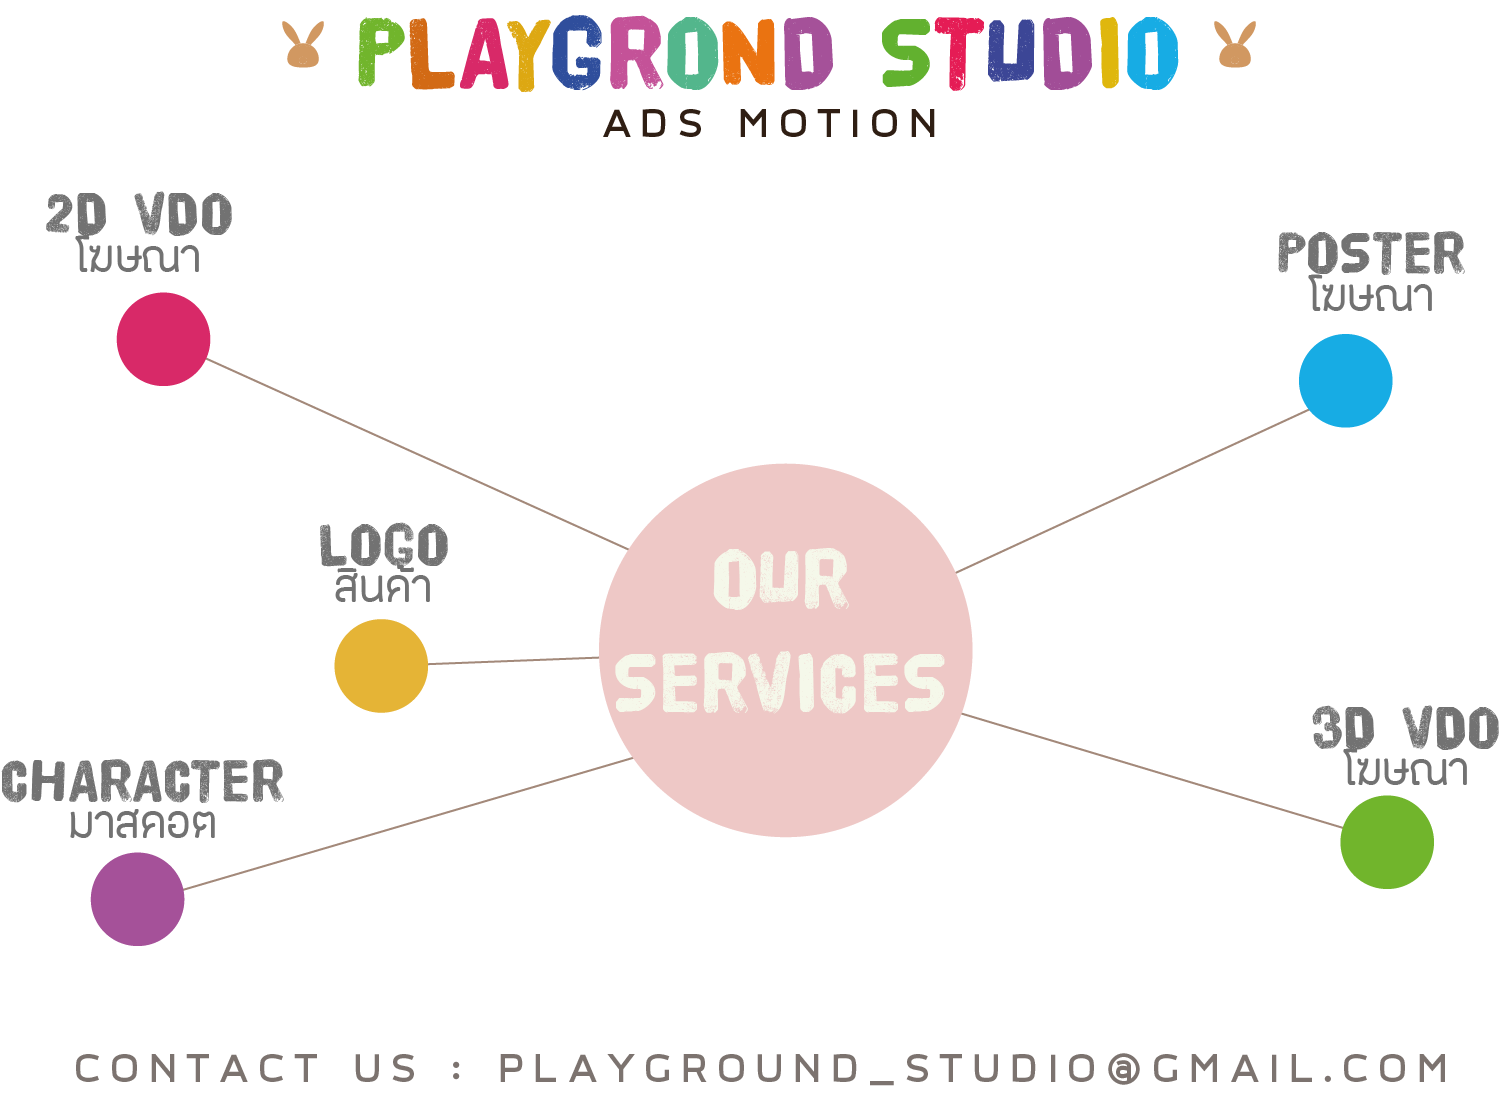 PLAYGROND STUDIO
ADS MOTION
2D VDO
โฆษณา
POSTER
โฆษณา
LOGO
สินค้า
OUR
SERVICES
CHARACTER
มาสคอต
3D VDO
โฆษณา
CONTACT US : PLAYGROUND_STUDIO@GMAIL.COM